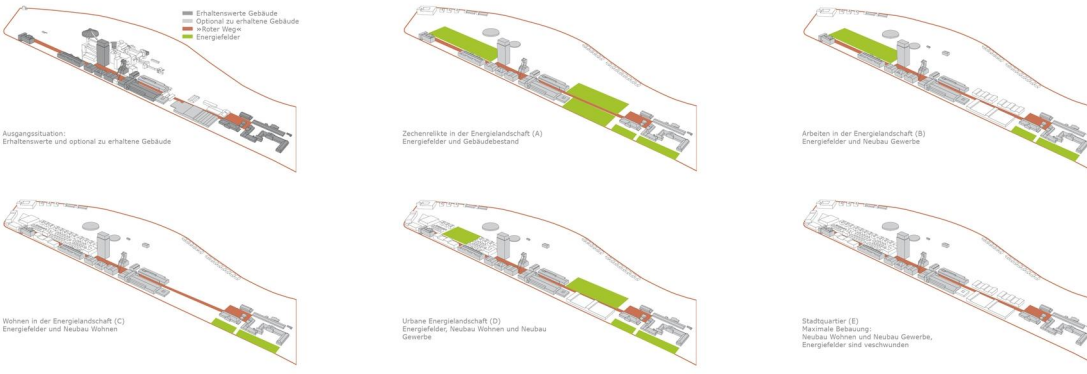 Erhaltenswerte Gebäude
Optional zu erhaltene Gebäude
»Roter Weg«
Energiefelder
Ausgangssituation:
Erhaltenswerte und optional zu erhaltene Gebäude
Zechenrelikte in der Energielandschaft (A)
Energiefelder und Gebäudebestand
Arbeiten in der Energielandschaft (B)
Energiefelder und Neubau Gewerbe
Wohnen in der Energielandschaft (C)
Energiefelder und Neubau Wohnen
Urbane Energielandschaft (D)
Energiefelder, Neubau Wohnen und Neubau
Gewerbe
Stadtquartier (E)
Maximale Bebauung:
Neubau Wohnen und Neubau Gewerbe,
Energiefelder sind veschwunden